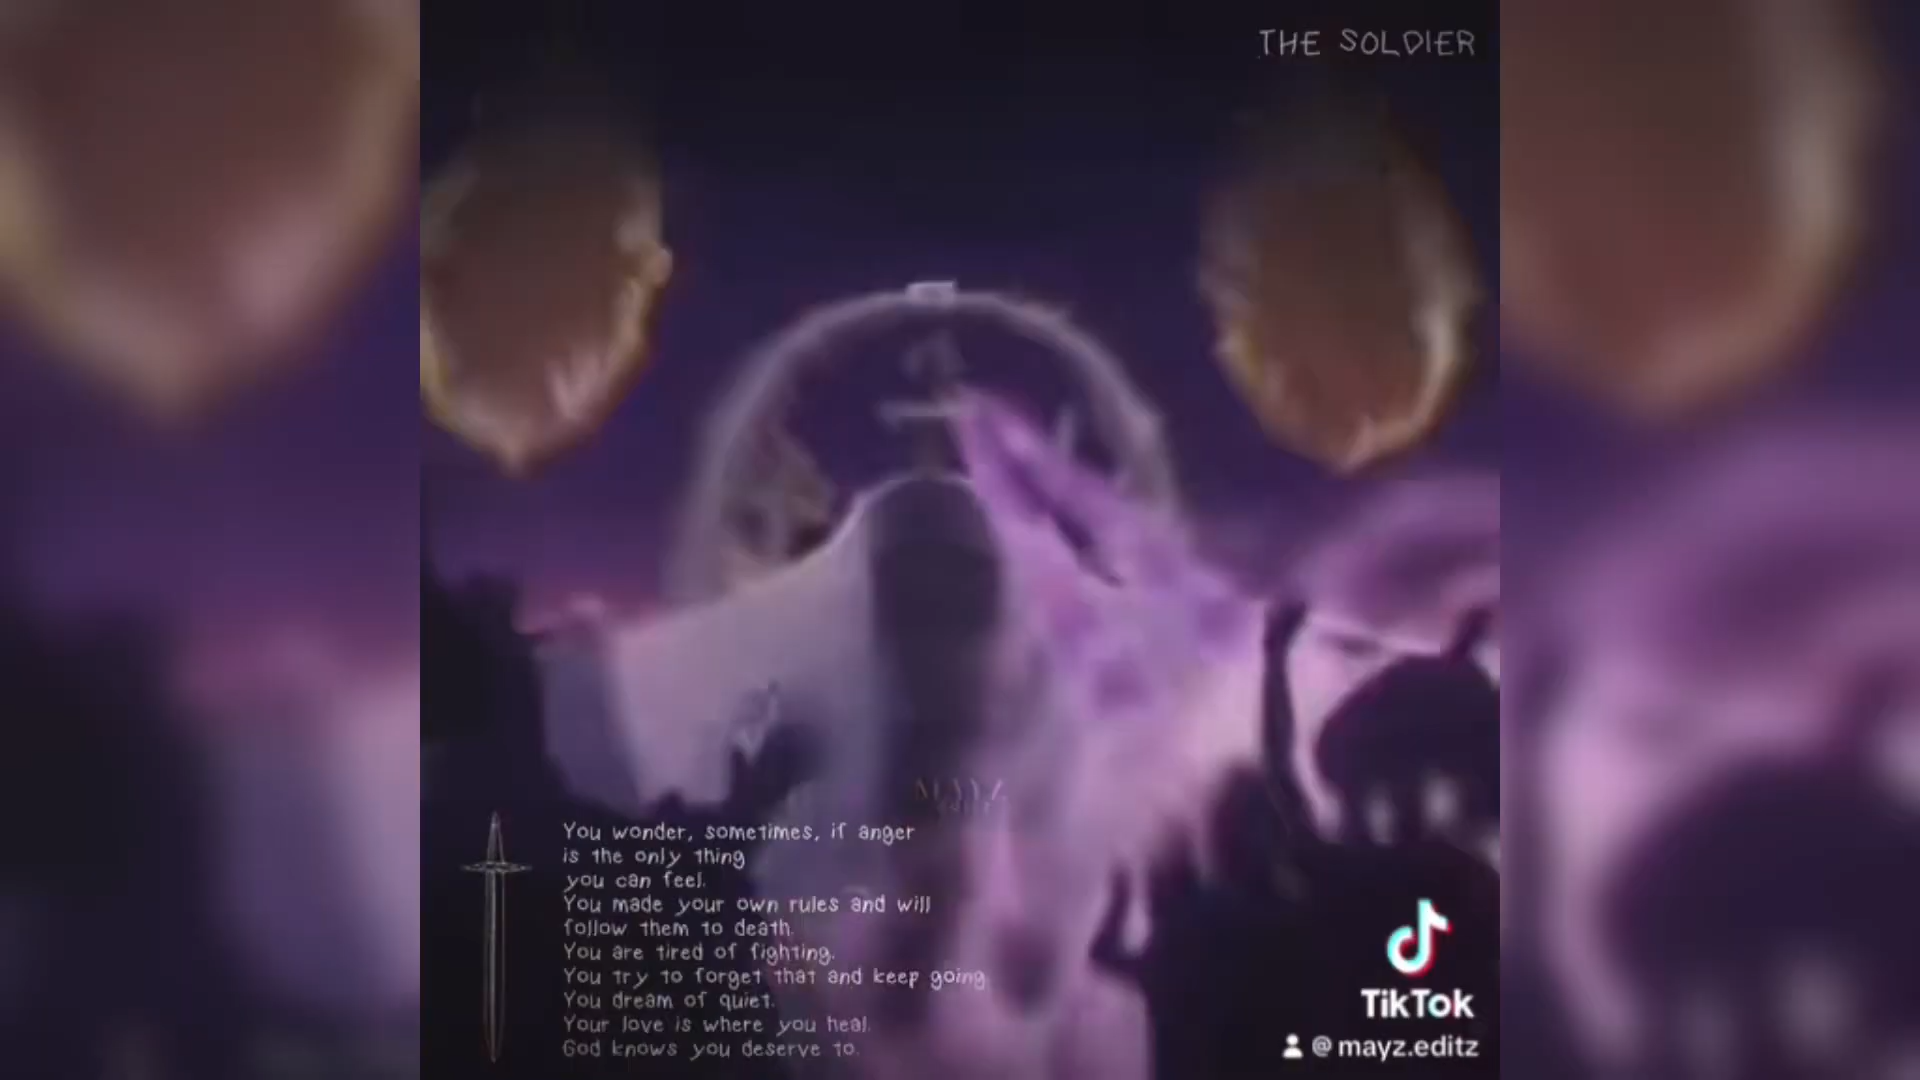 THE SOLDIER
MAYZ
You wonder, sometimes, if anger
is the only thing
you can feel.
You made your own rules and will
follow them to death.
You are tired of fighting.
You try to forget that and keep going.
You dream of quiet.
Your love is where you heal.
God knows you deserve to.
TikTok
@mayz.editz